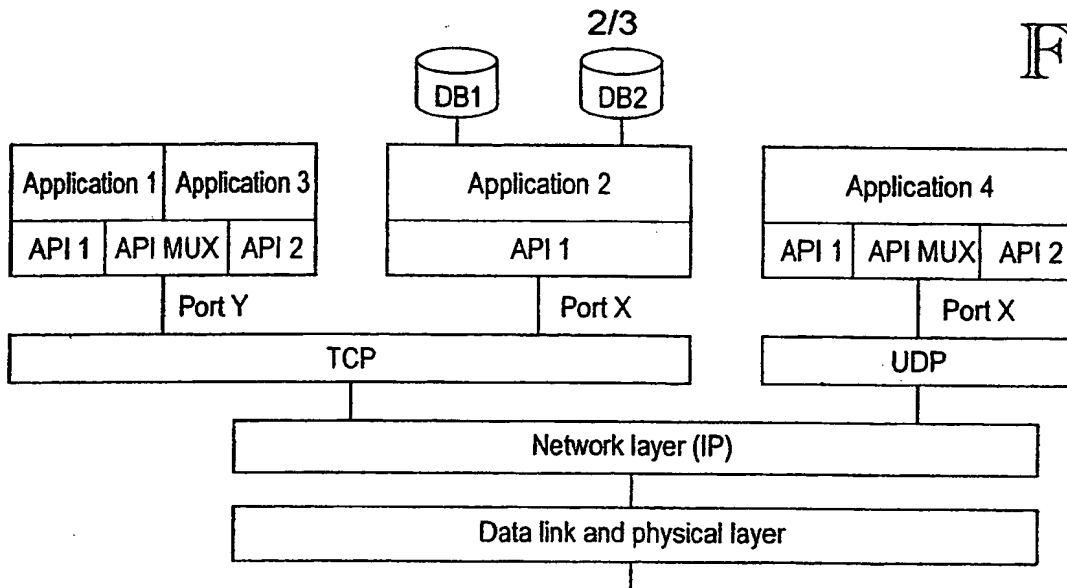 2/3
F
DB1
DB2
Application 1
Application 3
Application 2
Application 4
API 1
API MUX
API 2
API 1
API 1
API MUX
API 2
Port Y
Port X
Port X
TCP
UDP
Network layer (IP)
Data link and physical layer